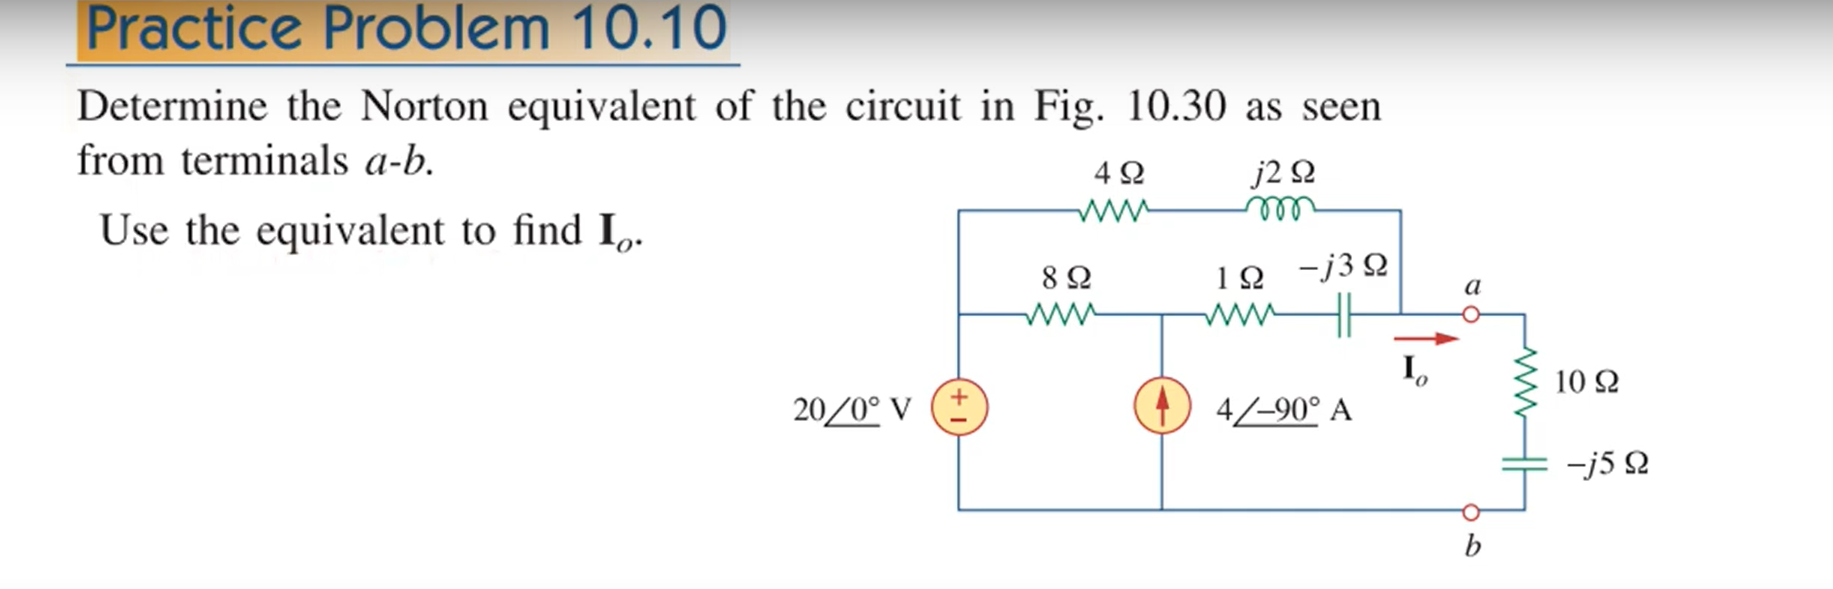 Practice Problem 10.10
Determine the Norton equivalent of the circuit in Fig. 10.30 as seen
from terminals a-b.
Use the equivalent to find Iₒ.
4 Ω
j2 Ω
8 Ω
1 Ω
−j3 Ω
a
Iₒ
10 Ω
20∠0° V
+
−
4∠−90° A
−j5 Ω
b